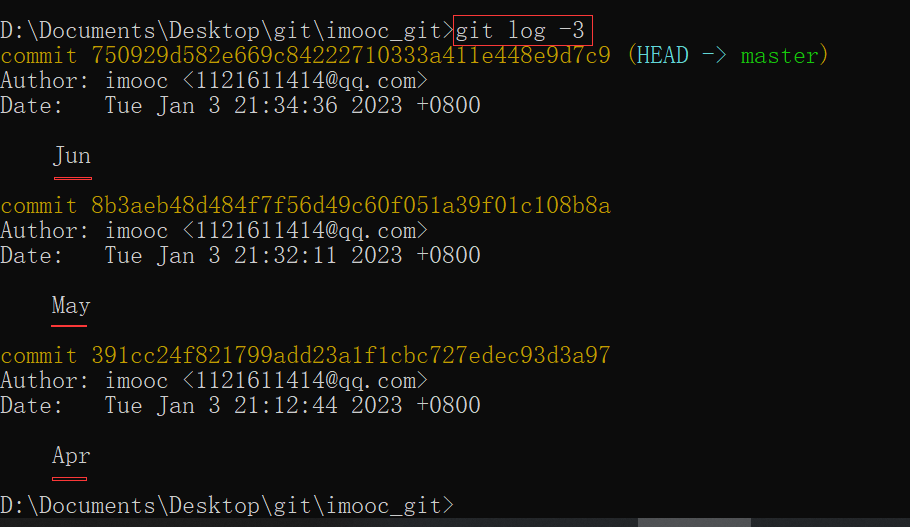 D:\Documents\Desktop\git\imooc_git>git log -3
commit 750929d582e669c84222710333a411e448e9d7c9 (HEAD -> master)
Author: imooc <1121611414@qq.com>
Date:   Tue Jan 3 21:34:36 2023 +0800
Jun
commit 8b3aeb48d484f7f56d49c60f051a39f01c108b8a
Author: imooc <1121611414@qq.com>
Date:   Tue Jan 3 21:32:11 2023 +0800
May
commit 391cc24f821799add23a1f1cbc727edec93d3a97
Author: imooc <1121611414@qq.com>
Date:   Tue Jan 3 21:12:44 2023 +0800
Apr
D:\Documents\Desktop\git\imooc_git>